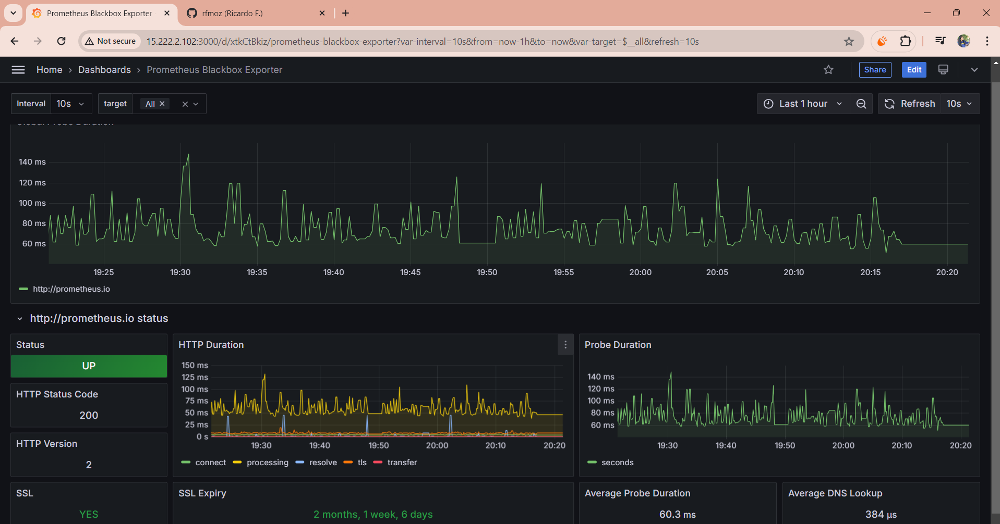 Prometheus Blackbox Exporter
rfmoz (Ricardo F.)
Not secure
15.222.2.102:3000/d/xtkCtBkiz/prometheus-blackbox-exporter?var-interval=10s&from=now-1h&to=now&var-target=$__all&refresh=10s
Home › Dashboards › Prometheus Blackbox Exporter
Share
Edit
Interval 10s
target All
Last 1 hour
Refresh 10s
Global Probe Duration
140 ms
120 ms
100 ms
80 ms
60 ms
19:25 19:30 19:35 19:40 19:45 19:50 19:55 20:00 20:05 20:10 20:15 20:20
http://prometheus.io
http://prometheus.io status
Status
UP
HTTP Status Code
200
HTTP Version
2
HTTP Duration
150 ms
125 ms
100 ms
75 ms
50 ms
25 ms
0 s
19:30 19:40 19:50 20:00 20:10 20:20
connect processing resolve tls transfer
Probe Duration
140 ms
120 ms
100 ms
80 ms
60 ms
19:30 19:40 19:50 20:00 20:10 20:20
seconds
SSL
YES
SSL Expiry
2 months, 1 week, 6 days
Average Probe Duration
60.3 ms
Average DNS Lookup
384 µs